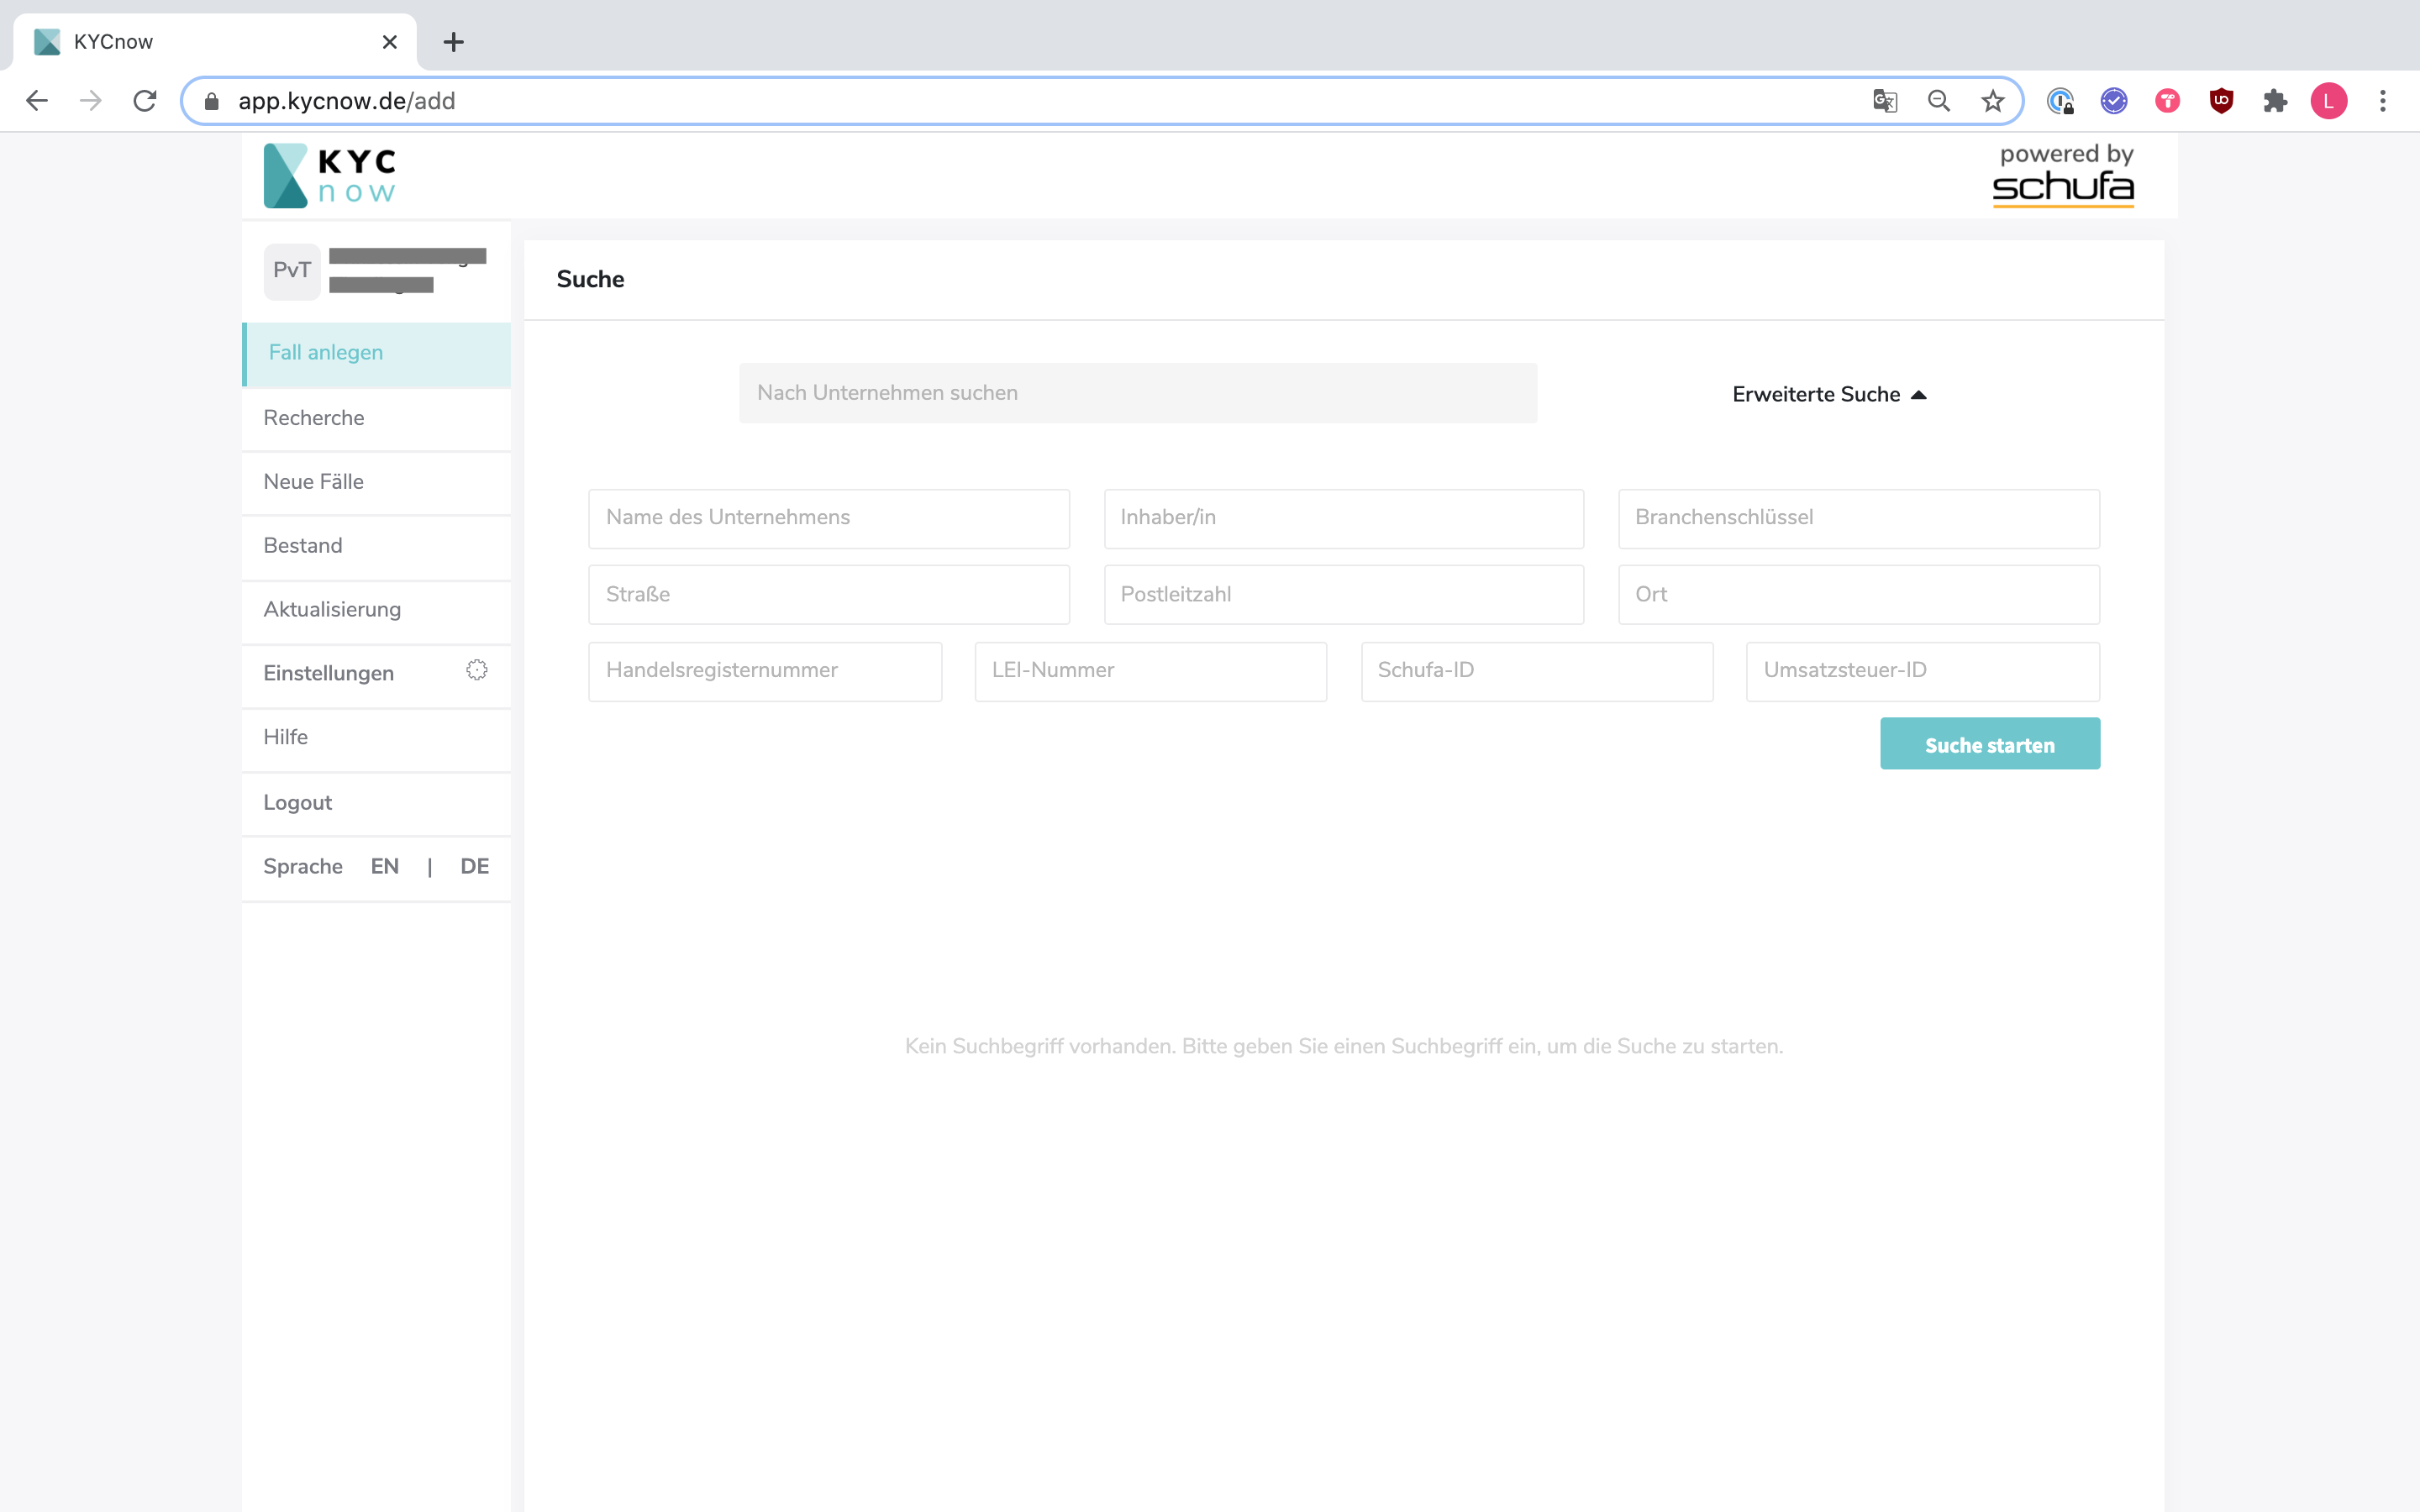 KYCnow
app.kycnow.de/add
L
KYC
now
powered by
schufa
PvT
Suche
Fall anlegen
Recherche
Neue Fälle
Bestand
Aktualisierung
Einstellungen
Hilfe
Logout
Sprache EN | DE
Nach Unternehmen suchen
Erweiterte Suche
Name des Unternehmens
Inhaber/in
Branchenschlüssel
Straße
Postleitzahl
Ort
Handelsregisternummer
LEI-Nummer
Schufa-ID
Umsatzsteuer-ID
Suche starten
Kein Suchbegriff vorhanden. Bitte geben Sie einen Suchbegriff ein, um die Suche zu starten.